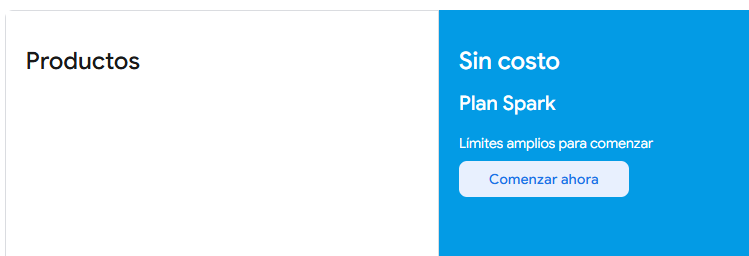 Productos
Sin costo
Plan Spark
Límites amplios para comenzar
Comenzar ahora